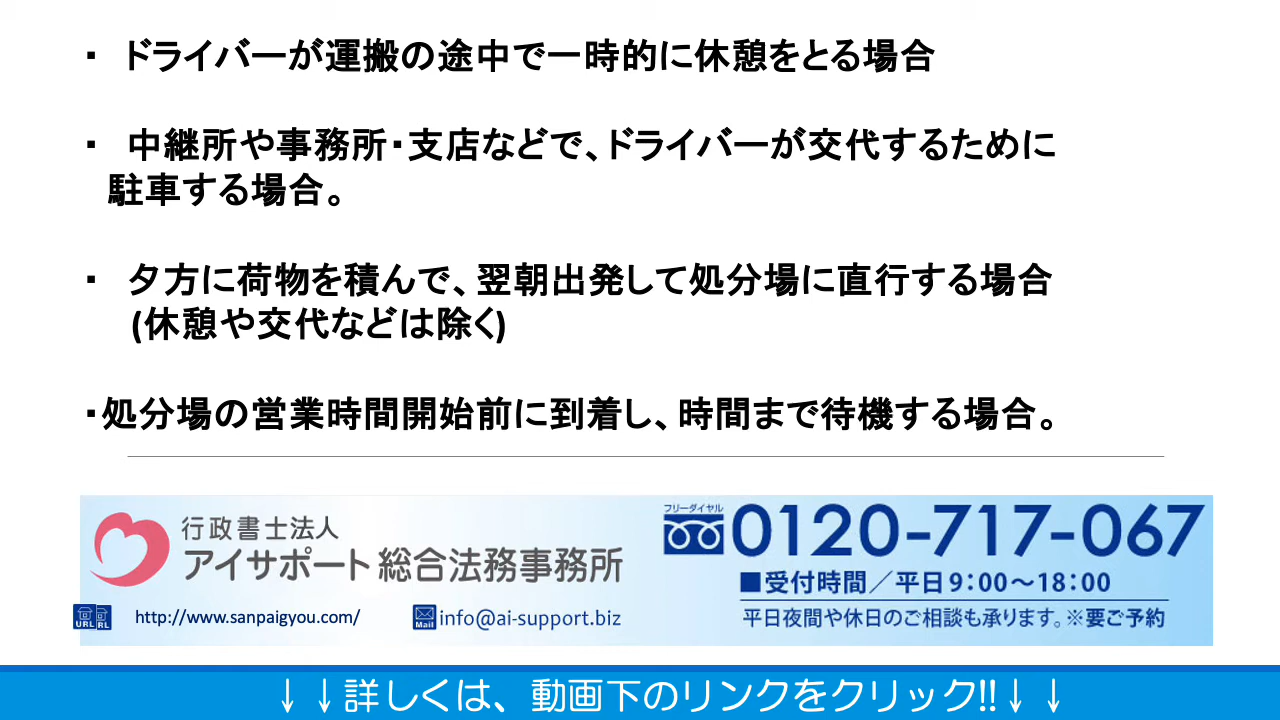 ・ ドライバーが運搬の途中で一時的に休憩をとる場合
・ 中継所や事務所・支店などで、ドライバーが交代するために
駐車する場合。
・ 夕方に荷物を積んで、翌朝出発して処分場に直行する場合
(休憩や交代などは除く)
・処分場の営業時間開始前に到着し、時間まで待機する場合。
行政書士法人
アイサポート総合法務事務所
URL URL http://www.sanpaigyou.com/
Mail info@ai-support.biz
フリーダイヤル
0120-717-067
■受付時間／平日9:00〜18:00
平日夜間や休日のご相談も承ります。※要ご予約
↓↓詳しくは、動画下のリンクをクリック!!↓↓